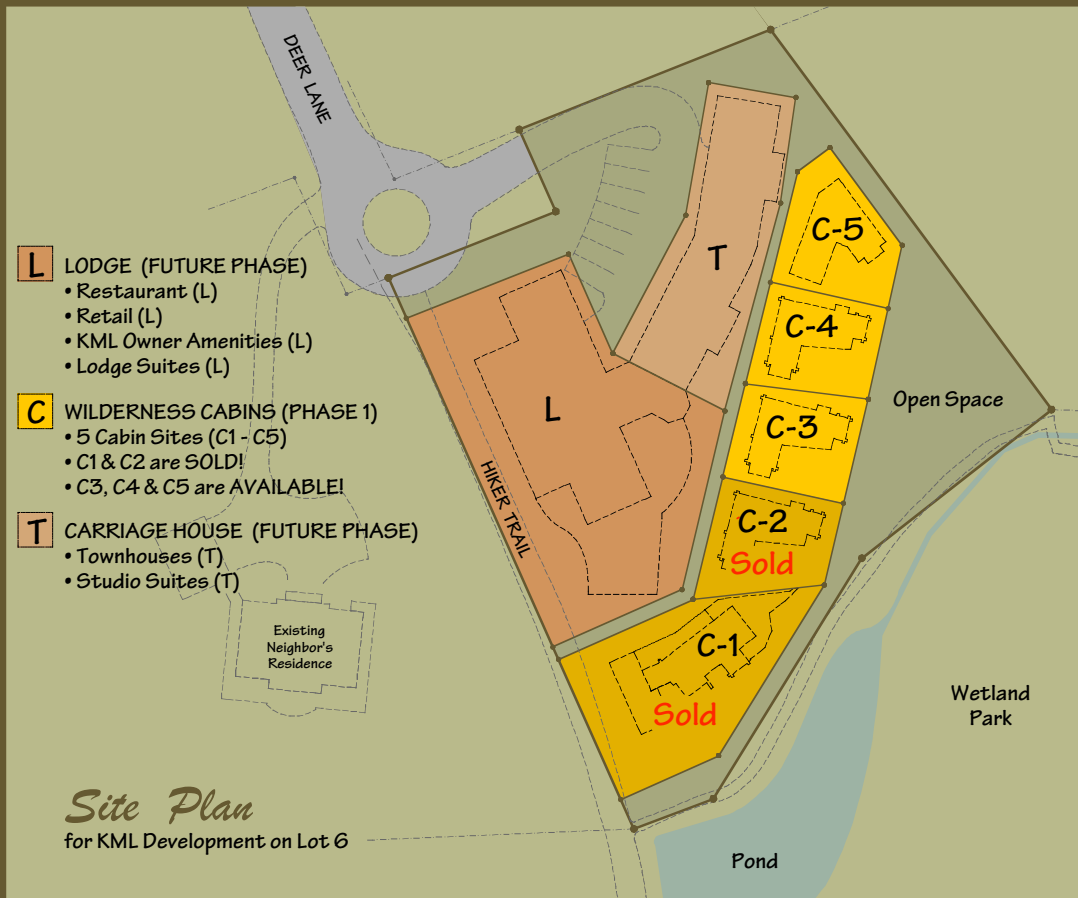 DEER LANE
L LODGE (FUTURE PHASE)
• Restaurant (L)
• Retail (L)
• KML Owner Amenities (L)
• Lodge Suites (L)
C WILDERNESS CABINS (PHASE 1)
• 5 Cabin Sites (C1 - C5)
• C1 & C2 are SOLD!
• C3, C4 & C5 are AVAILABLE!
T CARRIAGE HOUSE (FUTURE PHASE)
• Townhouses (T)
• Studio Suites (T)
T
C-5
C-4
L
C-3
Open Space
HIKER TRAIL
C-2
Sold
C-1
Sold
Existing
Neighbor's
Residence
Wetland
Park
Site Plan
for KML Development on Lot 6
Pond